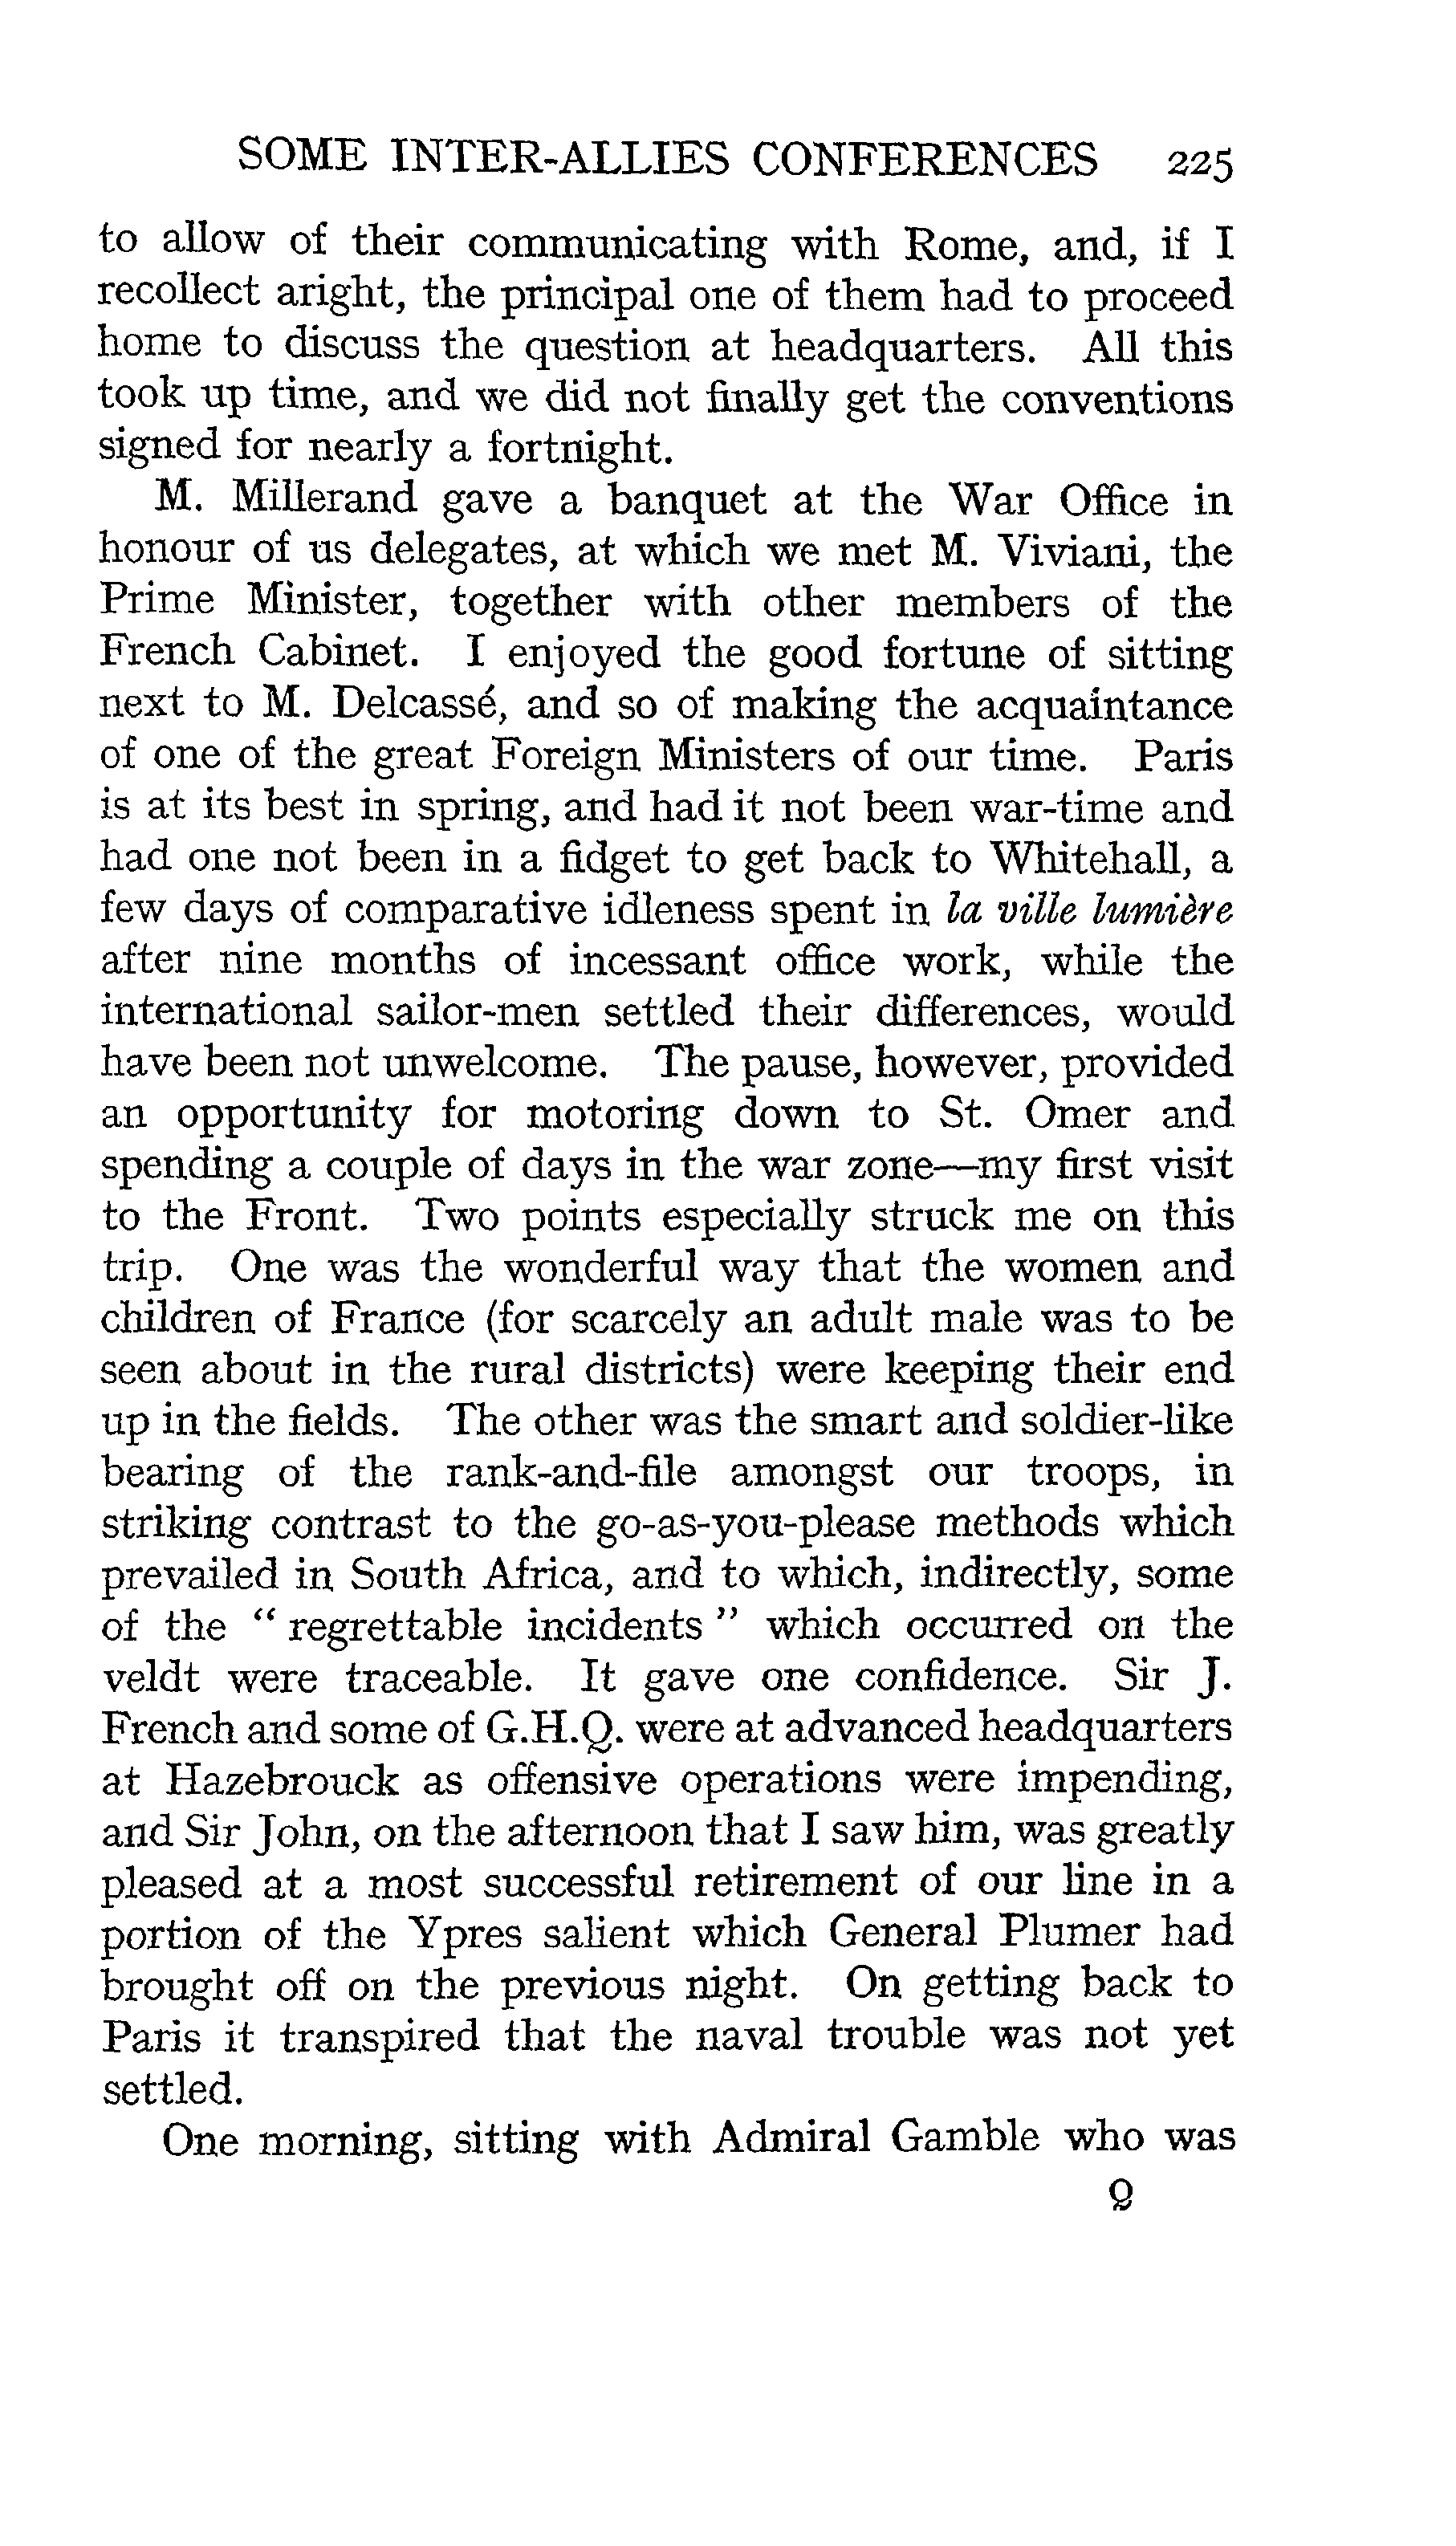 SOME INTER-ALLIES CONFERENCES 225
to allow of their communicating with Rome, and, if I
recollect aright, the principal one of them had to proceed
home to discuss the question at headquarters. All this
took up time, and we did not finally get the conventions
signed for nearly a fortnight.
M. Millerand gave a banquet at the War Office in
honour of us delegates, at which we met M. Viviani, the
Prime Minister, together with other members of the
French Cabinet. I enjoyed the good fortune of sitting
next to M. Delcassé, and so of making the acquaintance
of one of the great Foreign Ministers of our time. Paris
is at its best in spring, and had it not been war-time and
had one not been in a fidget to get back to Whitehall, a
few days of comparative idleness spent in la ville lumière
after nine months of incessant office work, while the
international sailor-men settled their differences, would
have been not unwelcome. The pause, however, provided
an opportunity for motoring down to St. Omer and
spending a couple of days in the war zone—my first visit
to the Front. Two points especially struck me on this
trip. One was the wonderful way that the women and
children of France (for scarcely an adult male was to be
seen about in the rural districts) were keeping their end
up in the fields. The other was the smart and soldier-like
bearing of the rank-and-file amongst our troops, in
striking contrast to the go-as-you-please methods which
prevailed in South Africa, and to which, indirectly, some
of the “ regrettable incidents ” which occurred on the
veldt were traceable. It gave one confidence. Sir J.
French and some of G.H.Q. were at advanced headquarters
at Hazebrouck as offensive operations were impending,
and Sir John, on the afternoon that I saw him, was greatly
pleased at a most successful retirement of our line in a
portion of the Ypres salient which General Plumer had
brought off on the previous night. On getting back to
Paris it transpired that the naval trouble was not yet
settled.
One morning, sitting with Admiral Gamble who was
Q